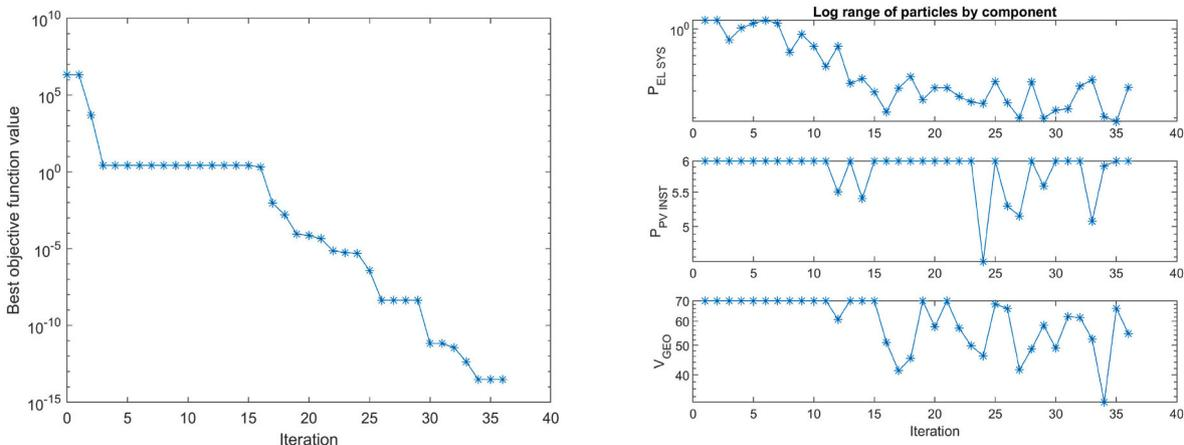 Best objective function value
10^10
10^5
10^0
10^-5
10^-10
10^-15
0 5 10 15 20 25 30 35 40
Iteration
Log range of particles by component
P_EL SYS
10^0
0 5 10 15 20 25 30 35 40
P_PV INST
6
5.5
5
0 5 10 15 20 25 30 35 40
V_GEO
70
60
50
40
0 5 10 15 20 25 30 35 40
Iteration